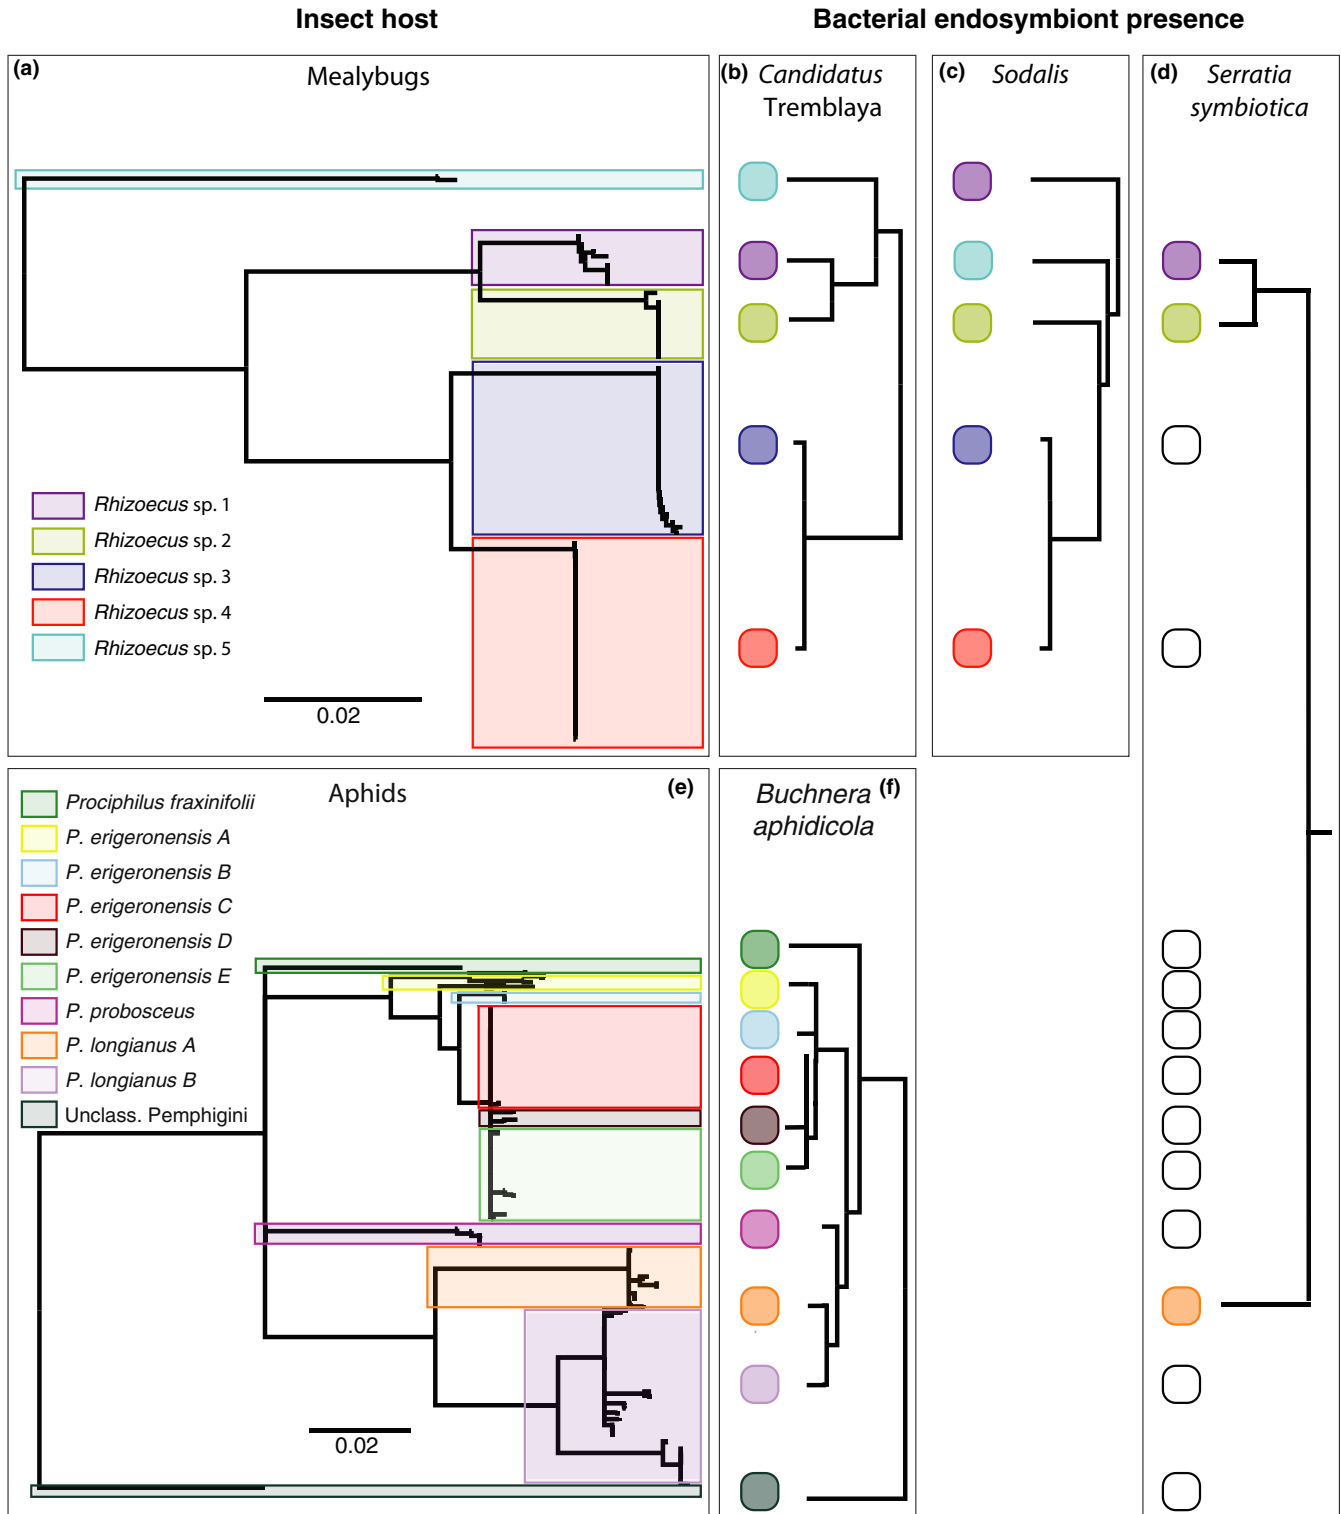 Insect host
Bacterial endosymbiont presence
(a)
Mealybugs
(b) Candidatus
Tremblaya
(c) Sodalis
(d) Serratia
symbiotica
Rhizoecus sp. 1
Rhizoecus sp. 2
Rhizoecus sp. 3
Rhizoecus sp. 4
Rhizoecus sp. 5
0.02
Aphids
(e)
Buchnera (f)
aphidicola
Prociphilus fraxinifolii
P. erigeronensis A
P. erigeronensis B
P. erigeronensis C
P. erigeronensis D
P. erigeronensis E
P. probosceus
P. longianus A
P. longianus B
Unclass. Pemphigini
0.02